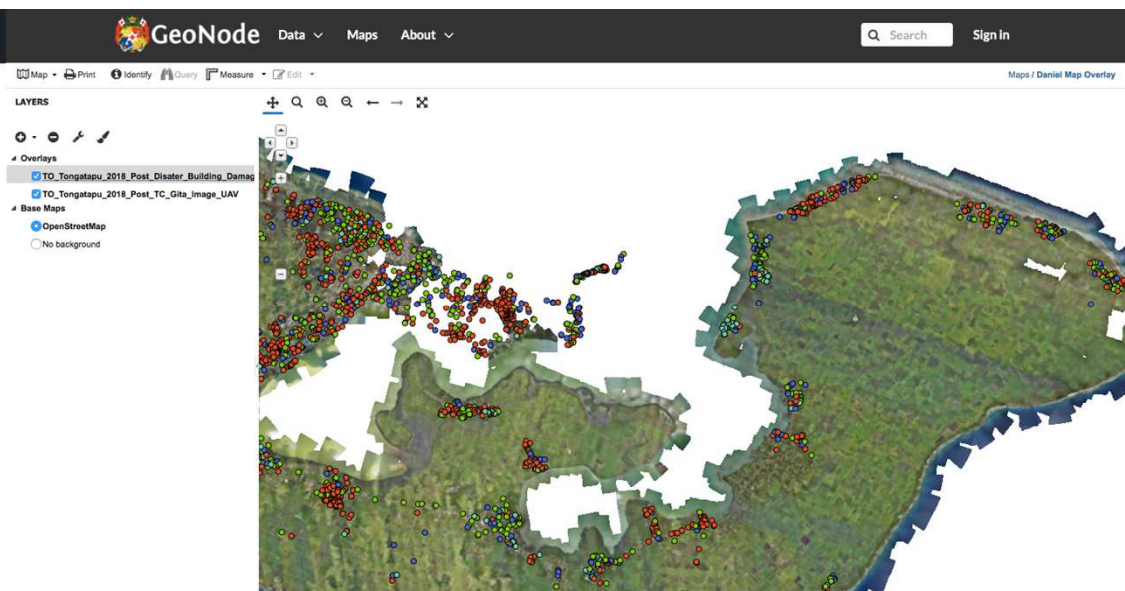 GeoNode Data Maps About Search Sign in
Map Print Identify Query Measure Edit Maps / Daniel Map Overlay
LAYERS
Overlays
TO_Tongatapu_2018_Post_Disater_Building_Damag
TO_Tongatapu_2018_Post_TC_Gita_Image_UAV
Base Maps
OpenStreetMap
No background